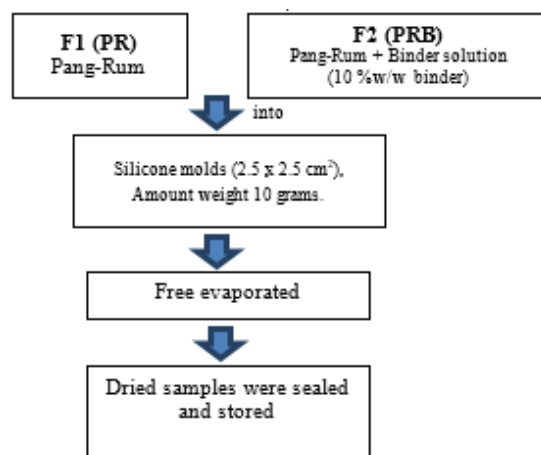 F1 (PR)
Pang-Rum
F2 (PRB)
Pang-Rum + Binder solution
(10 %w/w binder)
into
Silicone molds (2.5 x 2.5 cm²),
Amount weight 10 grams.
Free evaporated
Dried samples were sealed
and stored